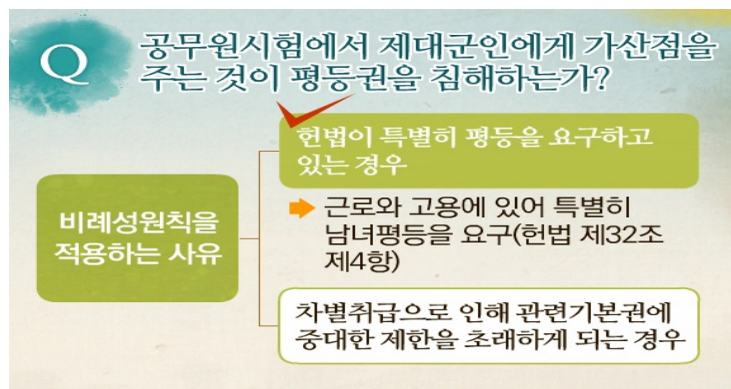 Q
공무원시험에서 제대군인에게 가산점을
주는 것이 평등권을 침해하는가?
헌법이 특별히 평등을 요구하고
있는 경우
비례성원칙을
적용하는 사유
근로와 고용에 있어 특별히
남녀평등을 요구(헌법 제32조
제4항)
차별취급으로 인해 관련기본권에
중대한 제한을 초래하게 되는 경우